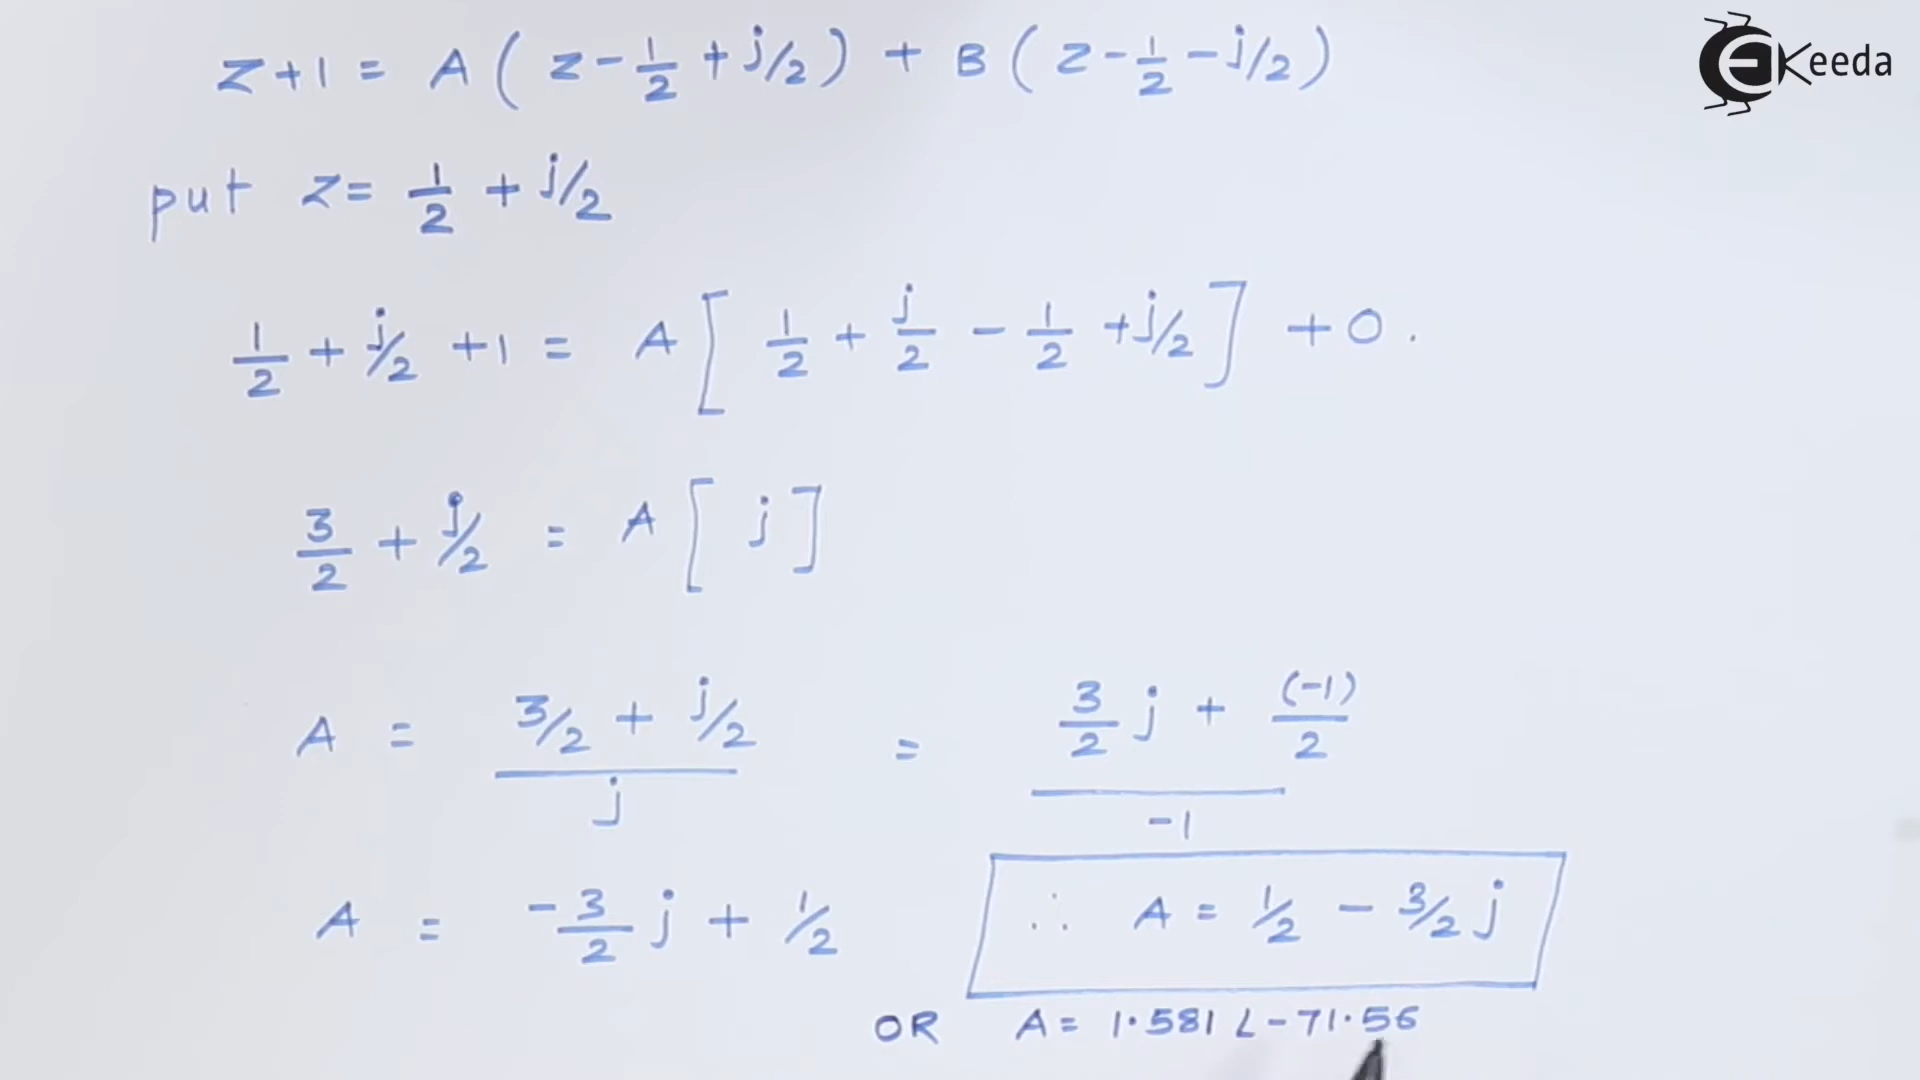 Keeda
z+1 = A( z - 1/2 + j/2 ) + B( z - 1/2 - j/2 )
put z = 1/2 + j/2
1/2 + j/2 + 1 = A[ 1/2 + j/2 - 1/2 + j/2 ] + 0.
3/2 + j/2 = A[ j ]
A = (3/2 + j/2)/j = (3/2 j + (-1)/2)/-1
A = -3/2 j + 1/2
∴ A = 1/2 - 3/2 j
OR A = 1.581 ∠ -71.56